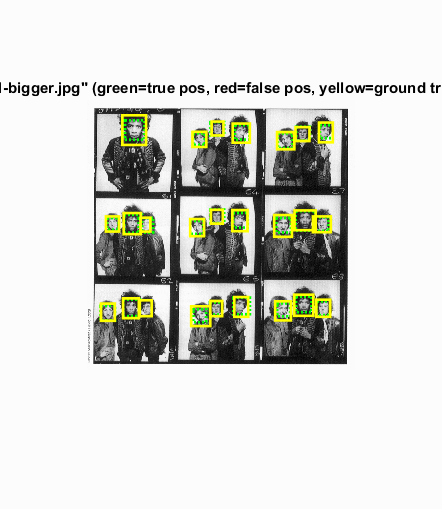 l-bigger.jpg" (green=true pos, red=false pos, yellow=ground tr